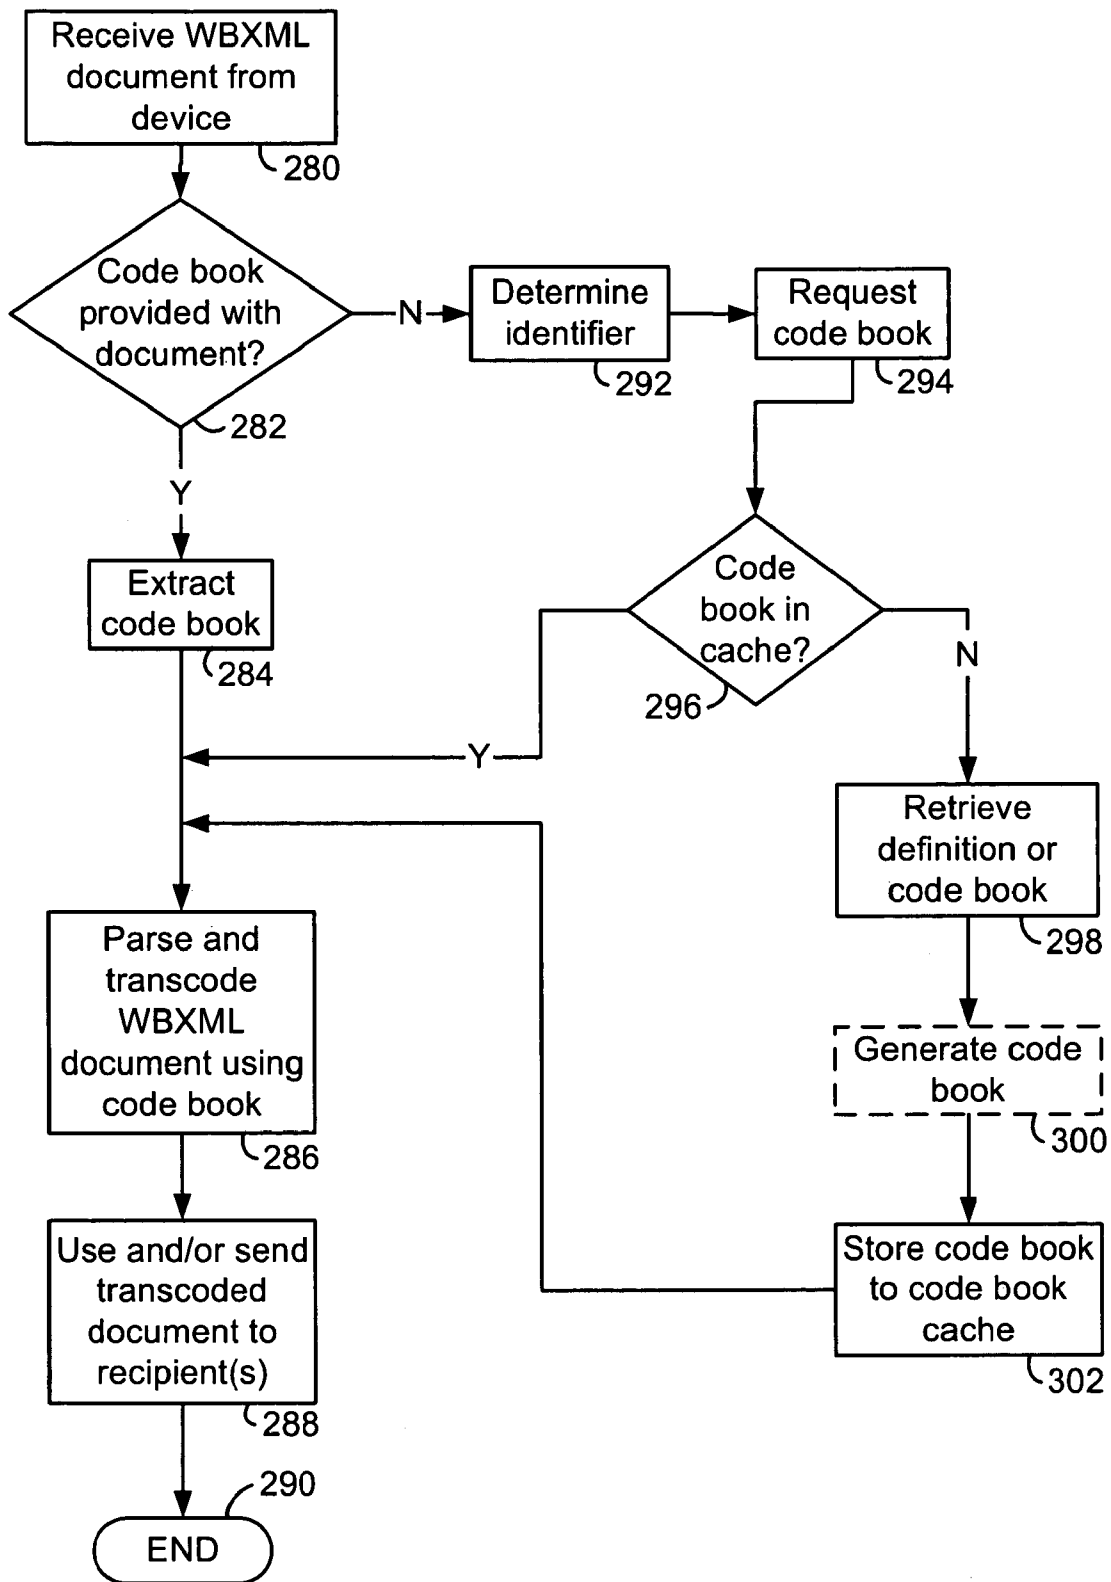 Receive WBXML
document from
device
280
Code book
provided with
document?
282
N
Determine
identifier
292
Request
code book
294
Y
Extract
code book
284
Code
book in
cache?
296
Y
N
Retrieve
definition or
code book
298
Parse and
transcode
WBXML
document using
code book
286
Generate code
book
300
Use and/or send
transcoded
document to
recipient(s)
288
Store code book
to code book
cache
302
290
END